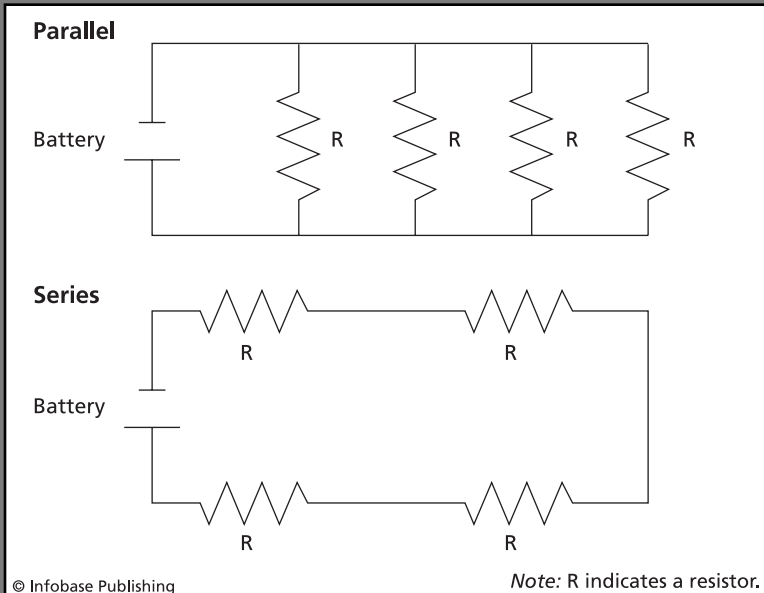 Parallel
Battery
R R R R
Series
R R
Battery
R R
© Infobase Publishing
Note: R indicates a resistor.